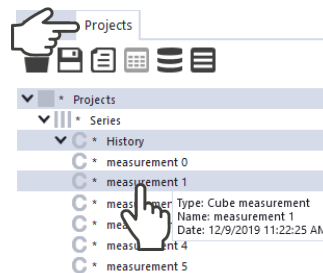 Projects
* Projects
* Series
* History
* measurement 0
* measurement 1
Type: Cube measurement
Name: measurement 1
Date: 12/9/2019 11:22:25 AM
* measurement 4
* measurement 5